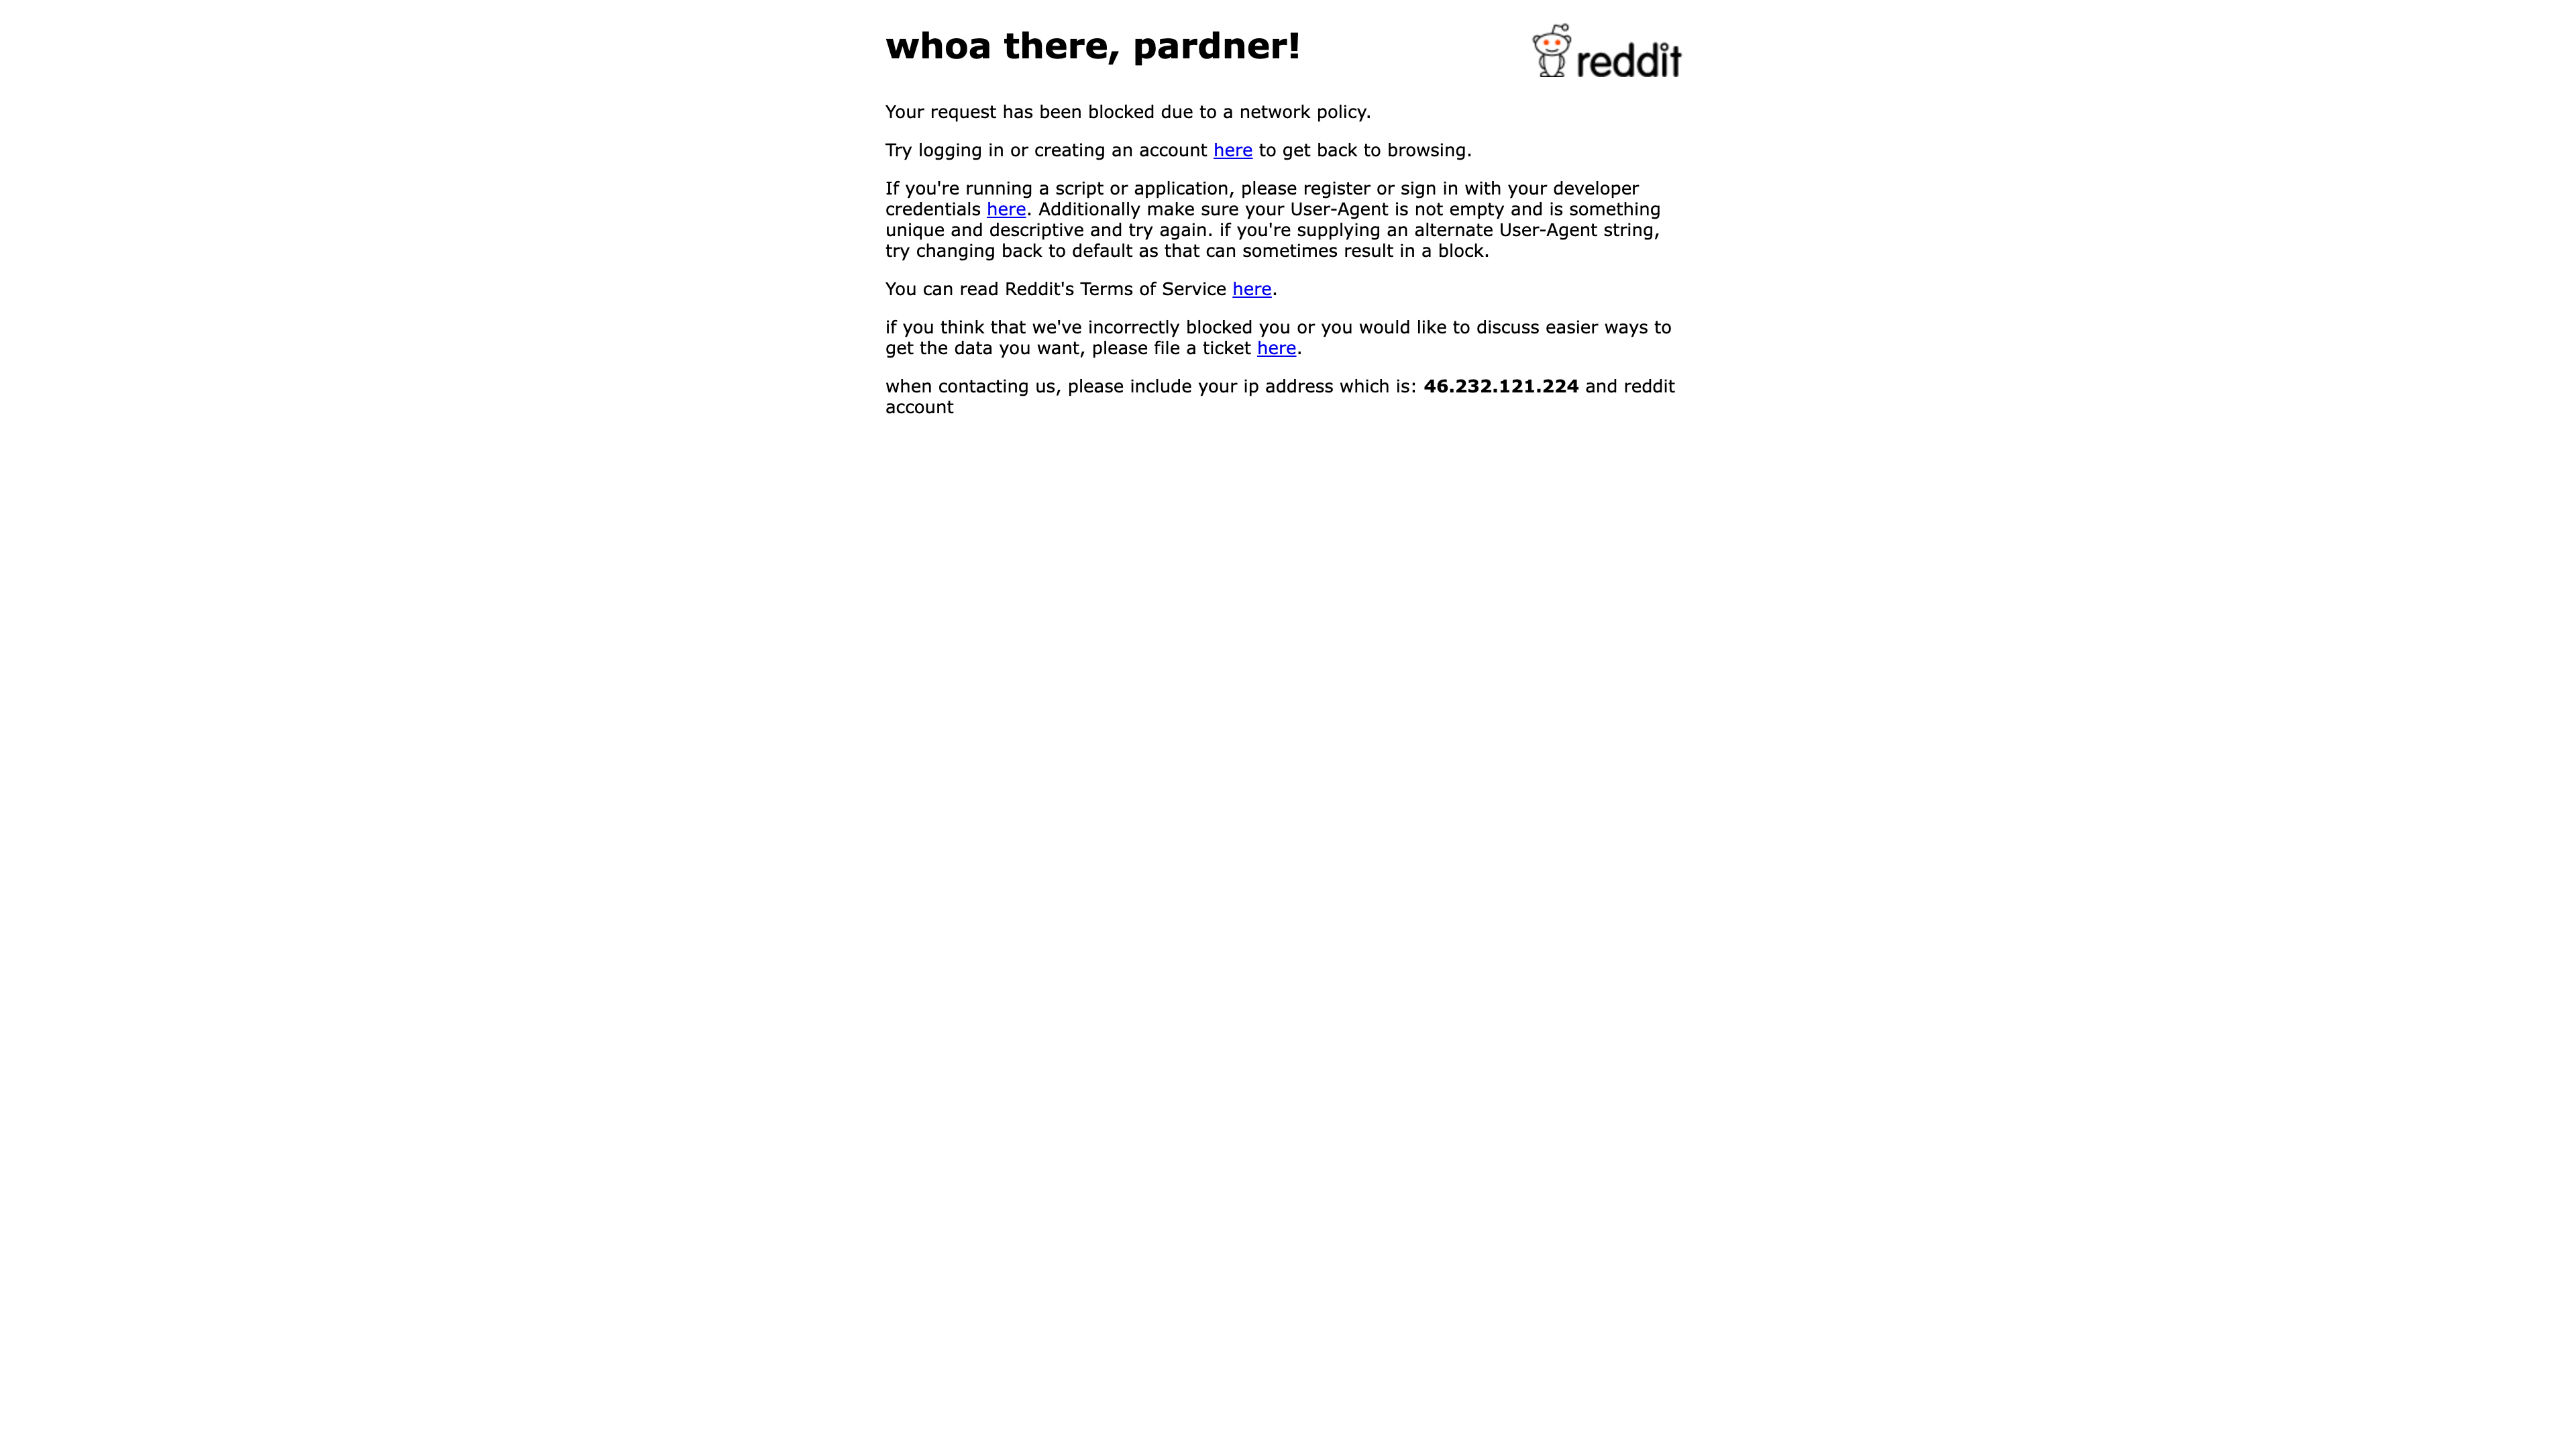 whoa there, pardner!
reddit
Your request has been blocked due to a network policy.
Try logging in or creating an account here to get back to browsing.
If you're running a script or application, please register or sign in with your developer
credentials here. Additionally make sure your User-Agent is not empty and is something
unique and descriptive and try again. if you're supplying an alternate User-Agent string,
try changing back to default as that can sometimes result in a block.
You can read Reddit's Terms of Service here.
if you think that we've incorrectly blocked you or you would like to discuss easier ways to
get the data you want, please file a ticket here.
when contacting us, please include your ip address which is: 46.232.121.224 and reddit
account